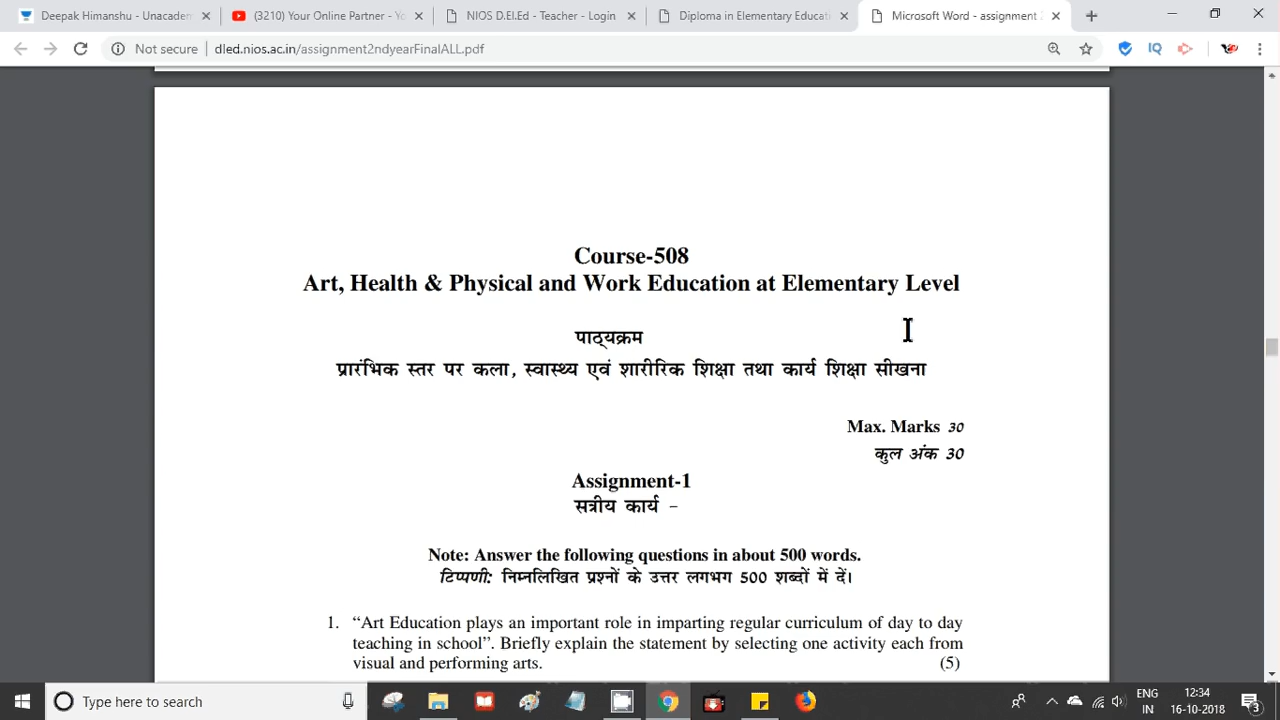 Deepak Himanshu - Unacadem
(3210) Your Online Partner - Yo
NIOS D.El.Ed - Teacher - Login
Diploma in Elementary Educati
Microsoft Word - assignment 2
Not secure
dled.nios.ac.in/assignment2ndyearFinalALL.pdf
IQ
Course-508
Art, Health & Physical and Work Education at Elementary Level
पाठ्यक्रम
प्रारंभिक स्तर पर कला, स्वास्थ्य एवं शारीरिक शिक्षा तथा कार्य शिक्षा सीखना
Max. Marks 30
कुल अंक 30
Assignment-1
सत्रीय कार्य -
Note: Answer the following questions in about 500 words.
टिप्पणी: निम्नलिखित प्रश्नों के उत्तर लगभग 500 शब्दों में दें।
1. “Art Education plays an important role in imparting regular curriculum of day to day
teaching in school”. Briefly explain the statement by selecting one activity each from
visual and performing arts. (5)
Type here to search
ENG
IN
12:34
16-10-2018
3